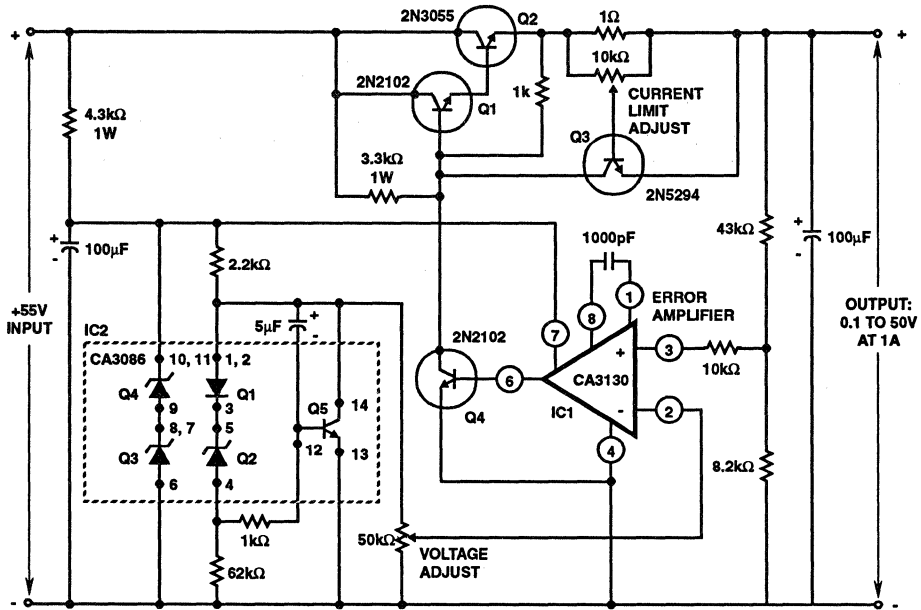 2N3055
Q2
1Ω
+
+
10kΩ
2N2102
Q1
1k
CURRENT
LIMIT
ADJUST
4.3kΩ
1W
Q3
3.3kΩ
1W
2N5294
+
100µF
-
2.2kΩ
1000pF
43kΩ
+
100µF
-
+55V
INPUT
5µF
+
-
1
ERROR
AMPLIFIER
OUTPUT:
0.1 TO 50V
AT 1A
IC2
7
8
2N2102
CA3086
10, 11
1, 2
+
3
10kΩ
Q4
Q1
6
CA3130
9
3
Q5
14
Q4
IC1
-
2
8, 7
5
Q3
Q2
12
13
4
6
4
8.2kΩ
1kΩ
50kΩ
VOLTAGE
ADJUST
62kΩ
-
-